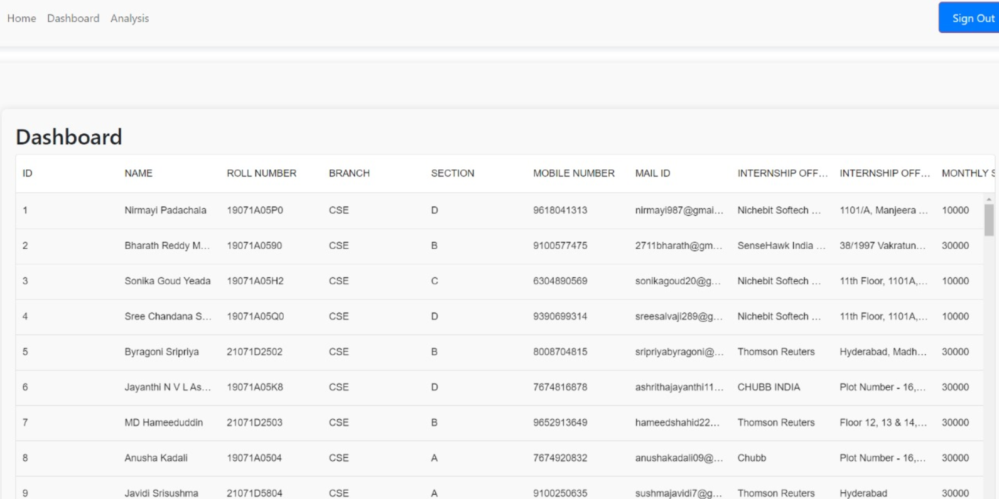 Home Dashboard Analysis Sign Out
Dashboard
ID NAME ROLL NUMBER BRANCH SECTION MOBILE NUMBER MAIL ID INTERNSHIP OFF... INTERNSHIP OFF... MONTHLY S
1 Nirmayi Padachala 19071A05P0 CSE D 9618041313 nirmayi987@gmai... Nichebit Softech ... 1101/A, Manjeera ... 10000
2 Bharath Reddy M... 19071A0590 CSE B 9100577475 2711bharath@gm... SenseHawk India ... 38/1997 Vakratun... 30000
3 Sonika Goud Yeada 19071A05H2 CSE C 6304890569 sonikagoud20@g... Nichebit Softech ... 11th Floor, 1101A,... 10000
4 Sree Chandana S... 19071A05Q0 CSE D 9390699314 sreesalvaji289@g... Nichebit Softech ... 11th Floor, 1101A,... 10000
5 Byragoni Sripriya 21071D2502 CSE B 8008704815 sripriyabyragoni@... Thomson Reuters Hyderabad, Madh... 30000
6 Jayanthi N V L As... 19071A05K8 CSE D 7674816878 ashrithajayanthi11... CHUBB INDIA Plot Number - 16,... 30000
7 MD Hameeduddin 21071D2503 CSE B 9652913649 hameedshahid22... Thomson Reuters Floor 12, 13 & 14,... 30000
8 Anusha Kadali 19071A0504 CSE A 7674920832 anushakadali09@... Chubb Plot Number - 16,... 30000
9 Javidi Srisushma 21071D5804 CSE A 9100250635 sushmajavidi7@g... Thomson Reuters Hyderabad 30000